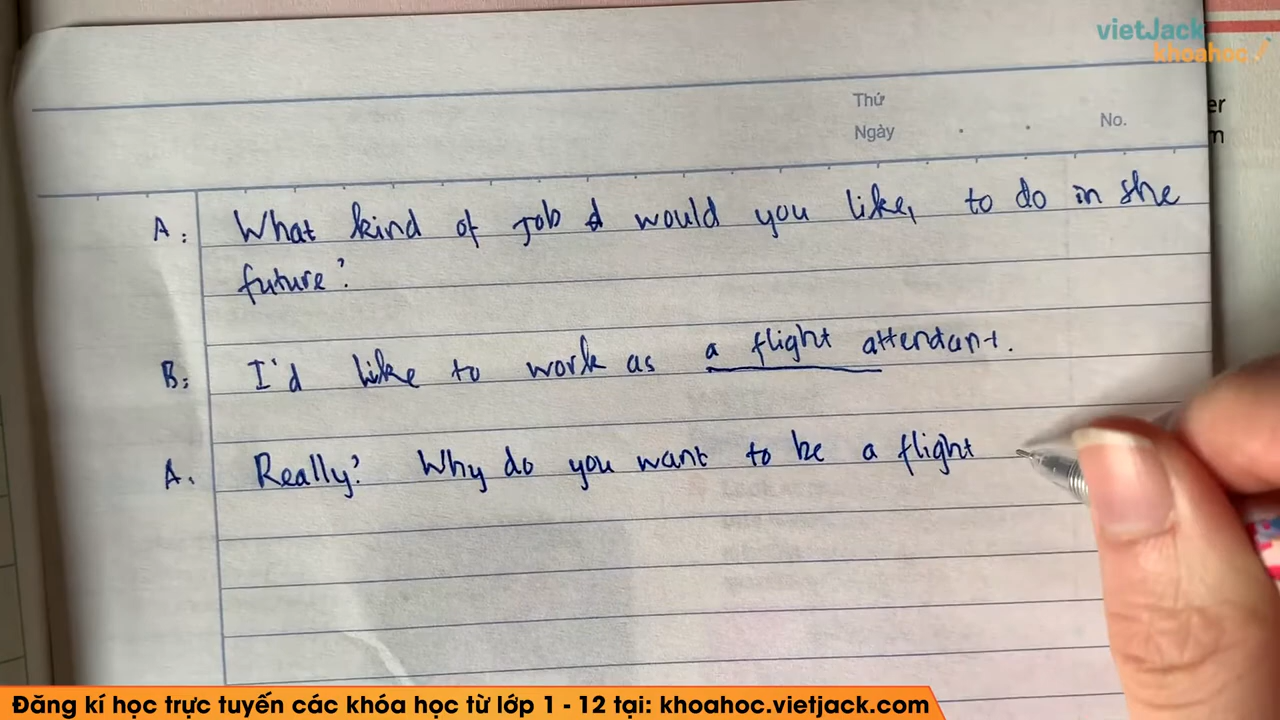 vietJack
khoahoc
er
m
Thứ
Ngày . . No.
A: What kind of Job d would you like, to do in she
future?
B: I'd like to work as a flight attendant.
A. Really? Why do you want to be a flight
Đăng kí học trực tuyến các khóa học từ lớp 1 - 12 tại: khoahoc.vietjack.com